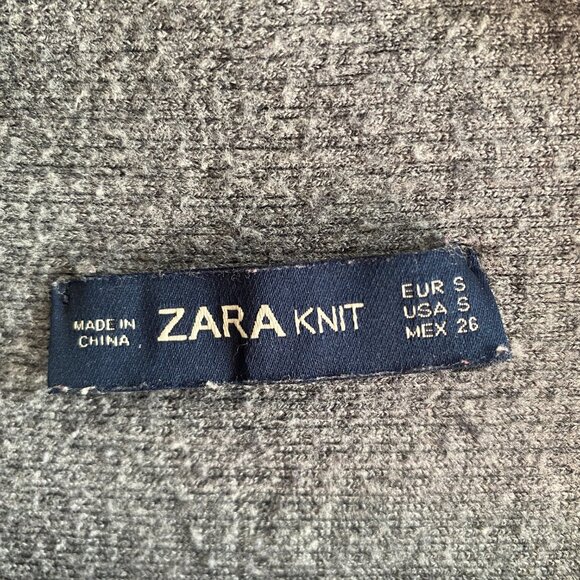 MADE IN
CHINA
ZARA KNIT
EUR S
USA S
MEX 26